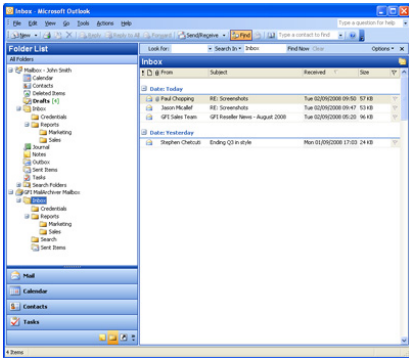 Inbox - Microsoft Outlook
File Edit View Go Tools Actions Help
Type a question for help
New Reply Reply to All Forward Send/Receive Find Type a contact to find
Folder List
Look for: Search In Inbox Find Now Clear Options
All Folders
Inbox
Mailbox - John Smith
Calendar
Contacts
Deleted Items
Drafts [4]
Inbox
Credentials
Reports
Marketing
Sales
Journal
Notes
Outbox
Sent Items
Tasks
Search Folders
GFI MailArchiver Mailbox
Inbox
Credentials
Reports
Marketing
Sales
Search
Sent Items
From Subject Received Size
Date: Today
Paul Chopping RE: Screenshots Tue 02/09/2008 09:50 57 KB
Jason Micallef RE: Screenshots Tue 02/09/2008 09:47 53 KB
GFI Sales Team GFI Reseller News - August 2008 Tue 02/09/2008 05:20 96 KB
Date: Yesterday
Stephen Chetcuti Ending Q3 in style Mon 01/09/2008 17:03 24 KB
Mail
Calendar
Contacts
Tasks
4 Items